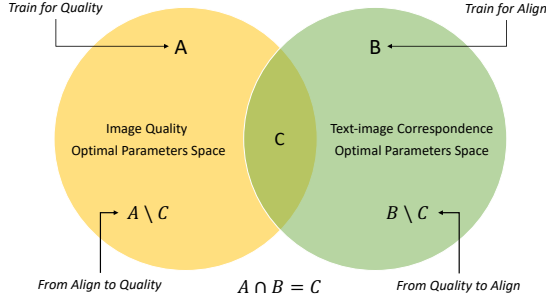 Train for Quality
Train for Align
A
B
Image Quality
Optimal Parameters Space
C
Text-image Correspondence
Optimal Parameters Space
A \ C
B \ C
From Align to Quality
A ∩ B = C
From Quality to Align